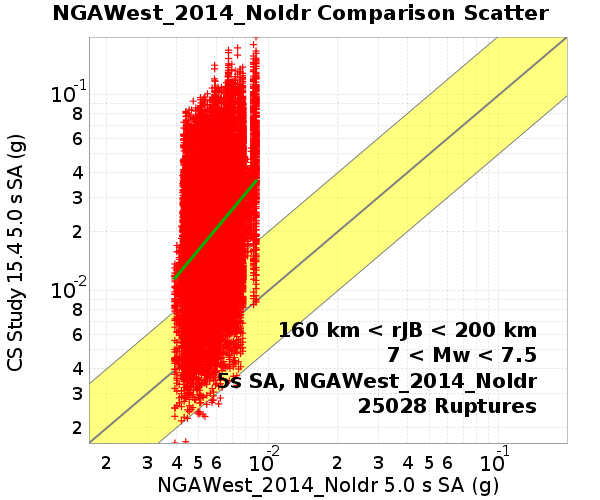 NGAWest_2014_NoIdr Comparison Scatter
CS Study 15.4 5.0 s SA (g)
10-1
8
6
4
3
2
10-2
8
6
4
3
2
160 km < rJB < 200 km
7 < Mw < 7.5
5s SA, NGAWest_2014_NoIdr
25028 Ruptures
2 3 4 5 6 10-2 2 3 4 5 6 10-1
NGAWest_2014_NoIdr 5.0 s SA (g)